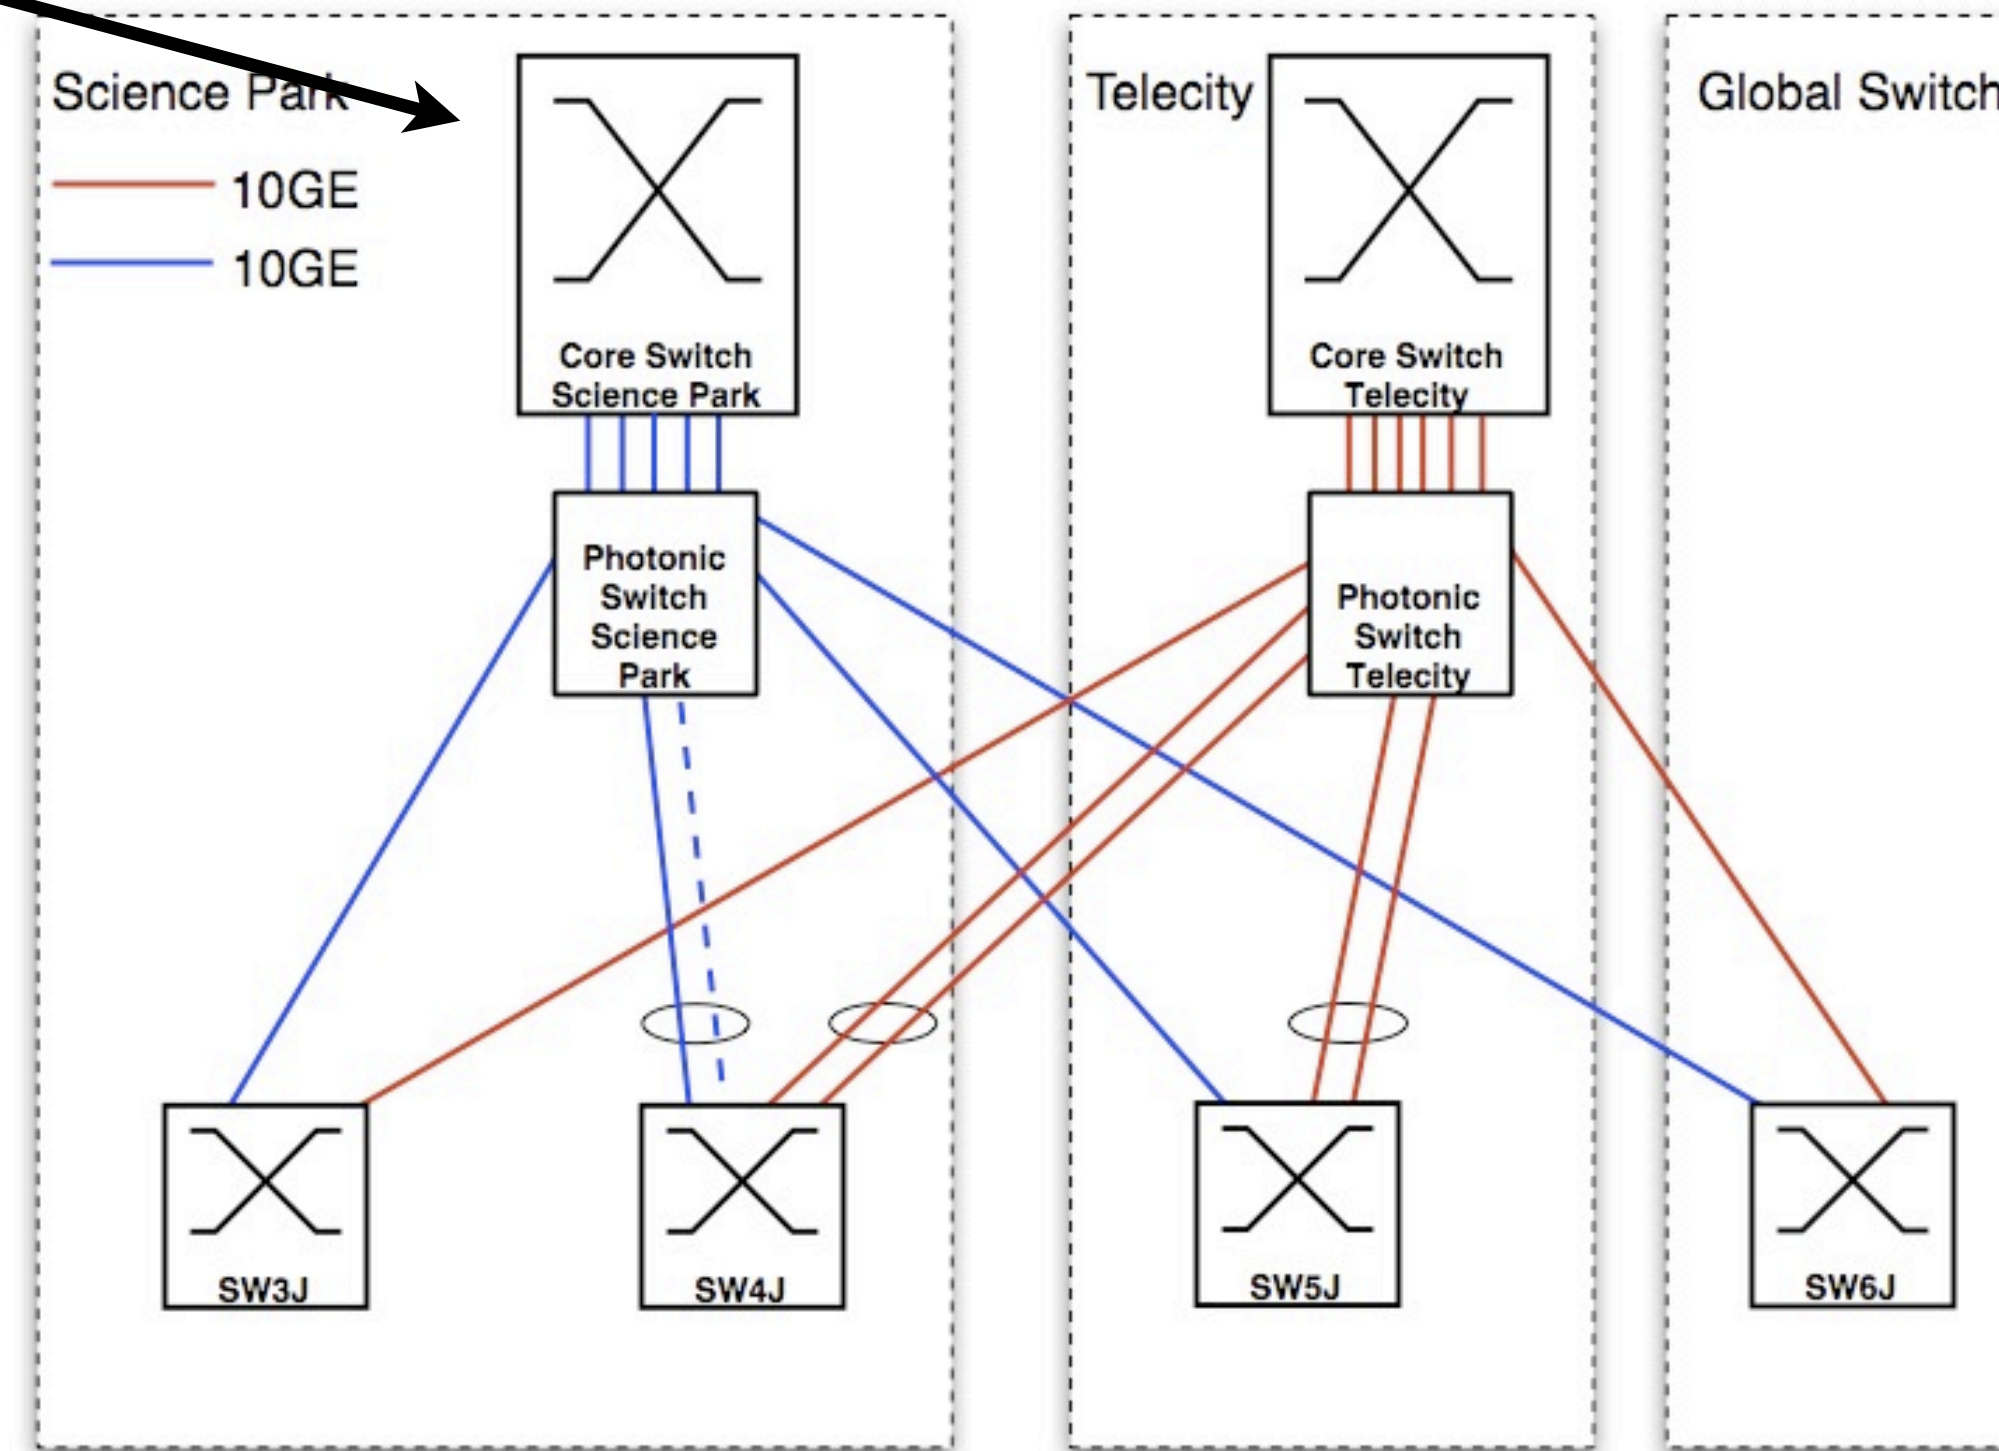 Science Park
10GE
10GE
Core Switch
Science Park
Photonic
Switch
Science
Park
SW3J
SW4J
Telecity
Core Switch
Telecity
Photonic
Switch
Telecity
SW5J
Global Switch
SW6J